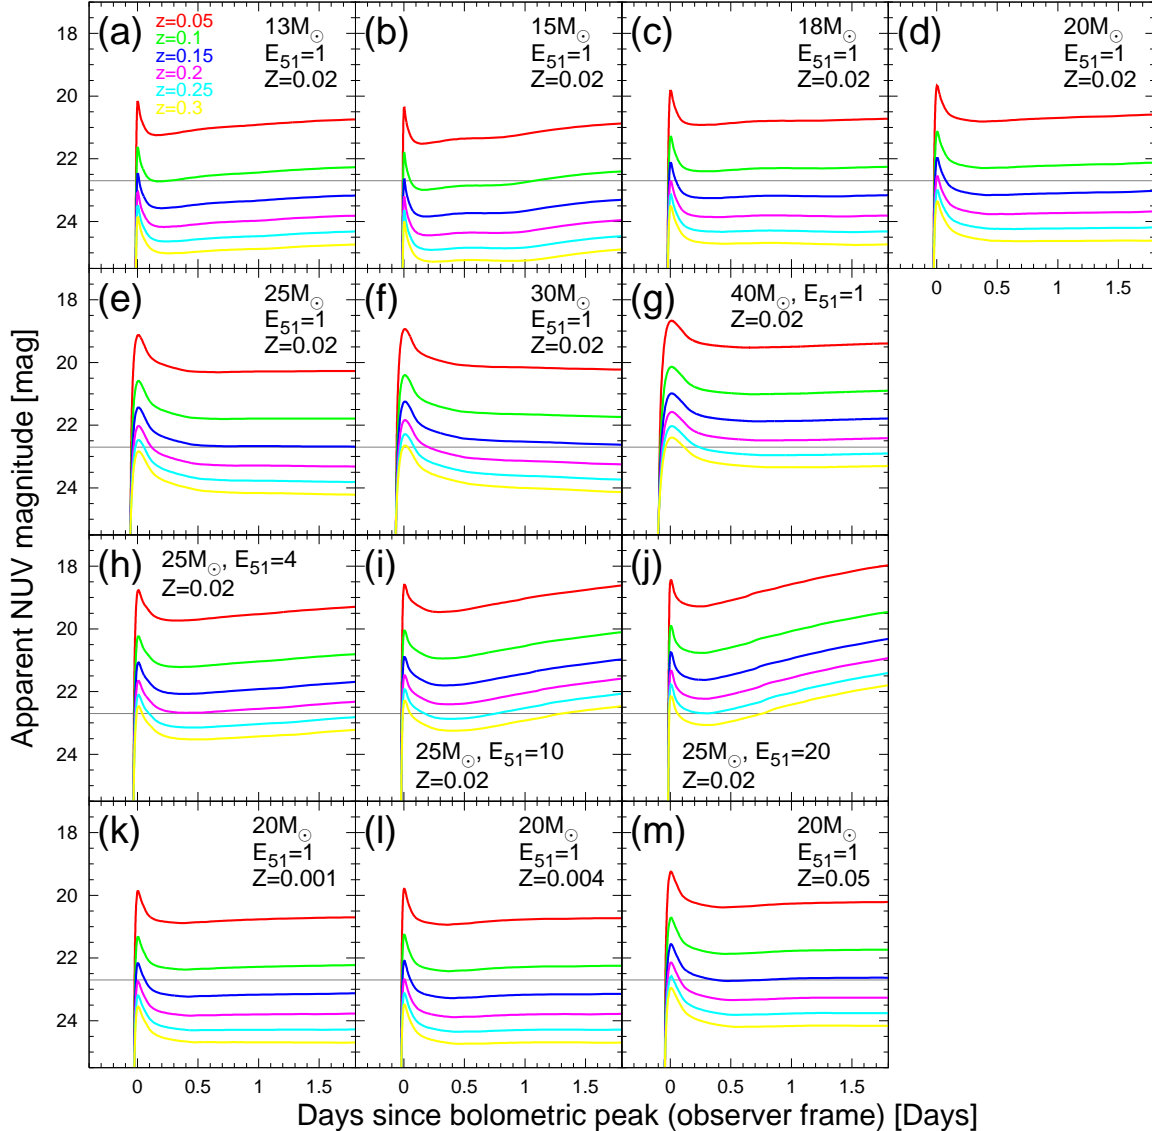 (a)
z=0.05
z=0.1
z=0.15
z=0.2
z=0.25
z=0.3
13M☉
E51=1
Z=0.02
(b)
15M☉
E51=1
Z=0.02
(c)
18M☉
E51=1
Z=0.02
(d)
20M☉
E51=1
Z=0.02
18
20
22
24
0 0.5 1 1.5
(e)
25M☉
E51=1
Z=0.02
(f)
30M☉
E51=1
Z=0.02
(g)
40M☉, E51=1
Z=0.02
18
20
22
24
(h)
25M☉, E51=4
Z=0.02
(i)
25M☉, E51=10
Z=0.02
(j)
25M☉, E51=20
Z=0.02
18
20
22
24
(k)
20M☉
E51=1
Z=0.001
(l)
20M☉
E51=1
Z=0.004
(m)
20M☉
E51=1
Z=0.05
18
20
22
24
0 0.5 1 1.5
0 0.5 1 1.5
0 0.5 1 1.5
Apparent NUV magnitude [mag]
Days since bolometric peak (observer frame) [Days]